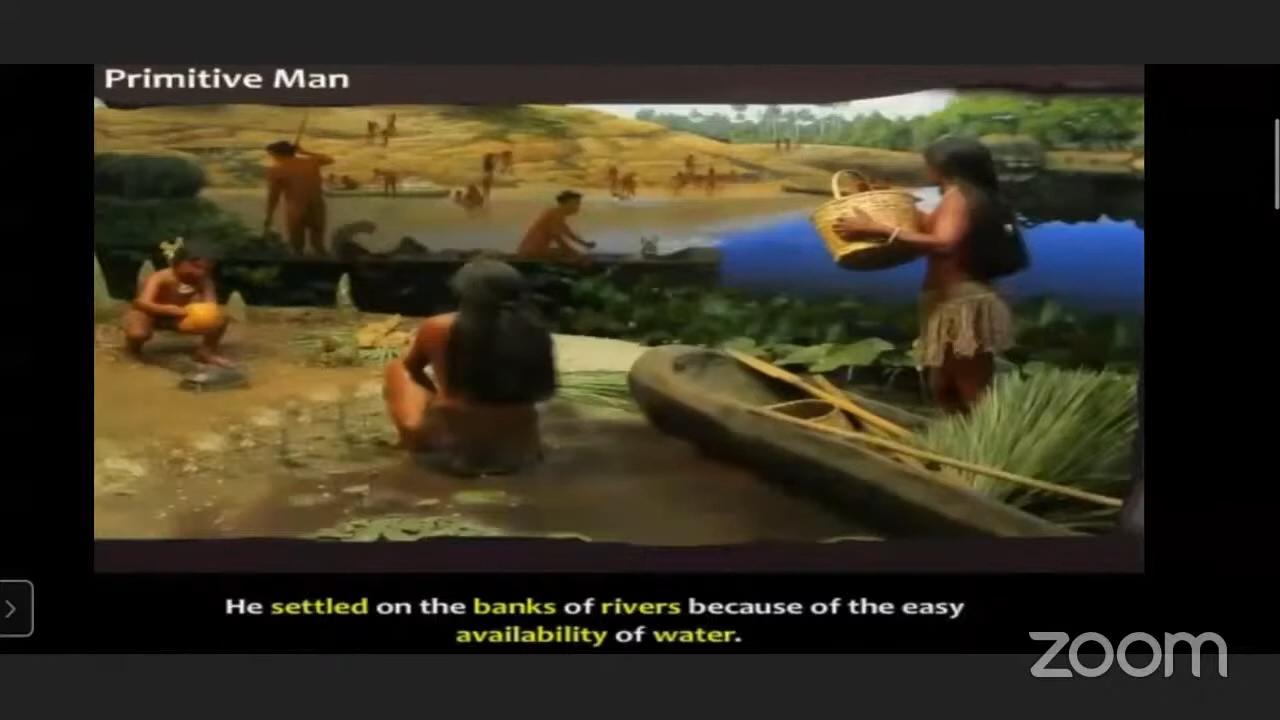 Primitive Man
He settled on the banks of rivers because of the easy
availability of water.
zoom